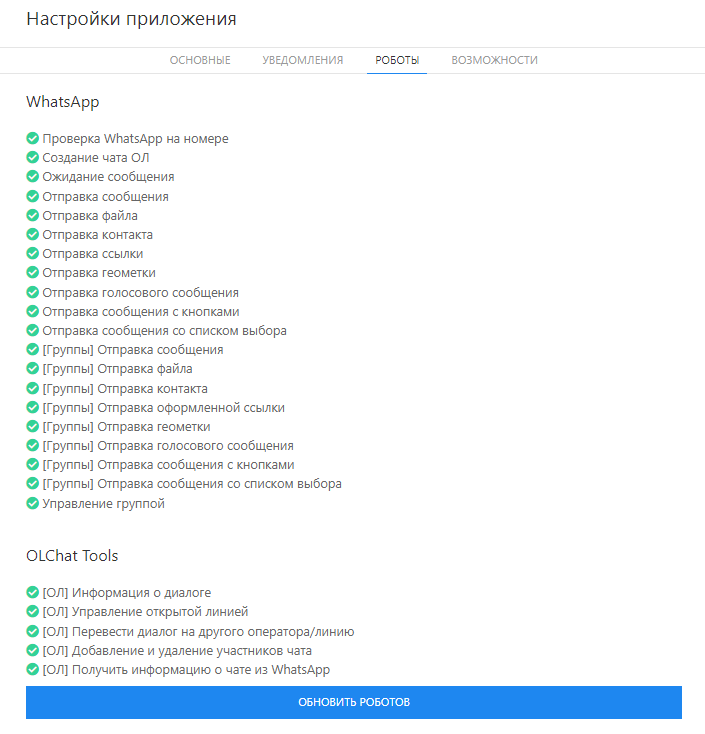 Настройки приложения
ОСНОВНЫЕ УВЕДОМЛЕНИЯ РОБОТЫ ВОЗМОЖНОСТИ
WhatsApp
Проверка WhatsApp на номере
Создание чата ОЛ
Ожидание сообщения
Отправка сообщения
Отправка файла
Отправка контакта
Отправка ссылки
Отправка геометки
Отправка голосового сообщения
Отправка сообщения с кнопками
Отправка сообщения со списком выбора
[Группы] Отправка сообщения
[Группы] Отправка файла
[Группы] Отправка контакта
[Группы] Отправка оформленной ссылки
[Группы] Отправка геометки
[Группы] Отправка голосового сообщения
[Группы] Отправка сообщения с кнопками
[Группы] Отправка сообщения со списком выбора
Управление группой
OLChat Tools
[ОЛ] Информация о диалоге
[ОЛ] Управление открытой линией
[ОЛ] Перевести диалог на другого оператора/линию
[ОЛ] Добавление и удаление участников чата
[ОЛ] Получить информацию о чате из WhatsApp
ОБНОВИТЬ РОБОТОВ